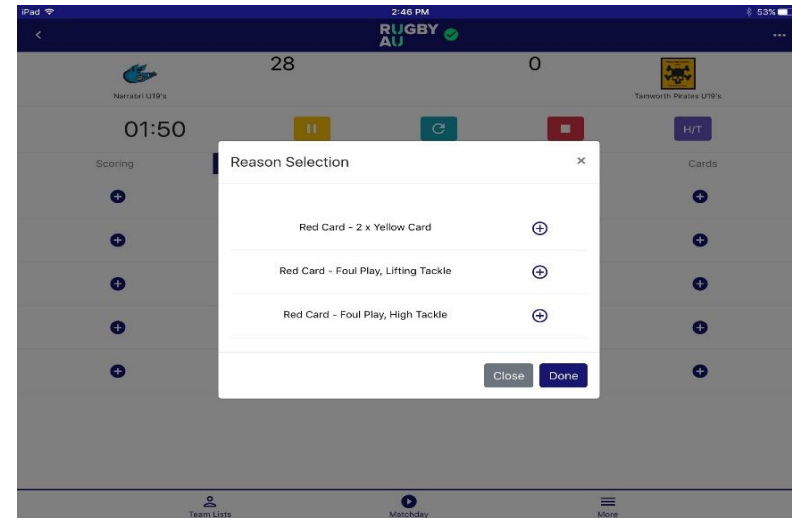 iPad
2:46 PM
53%
RUGBY
AU
28
0
Narrabri U19's
Tamworth Pirates U19's
01:50
H/T
Reason Selection
Scoring
Cards
Red Card - 2 x Yellow Card
Red Card - Foul Play, Lifting Tackle
Red Card - Foul Play, High Tackle
Close
Done
Team Lists
Matchday
More